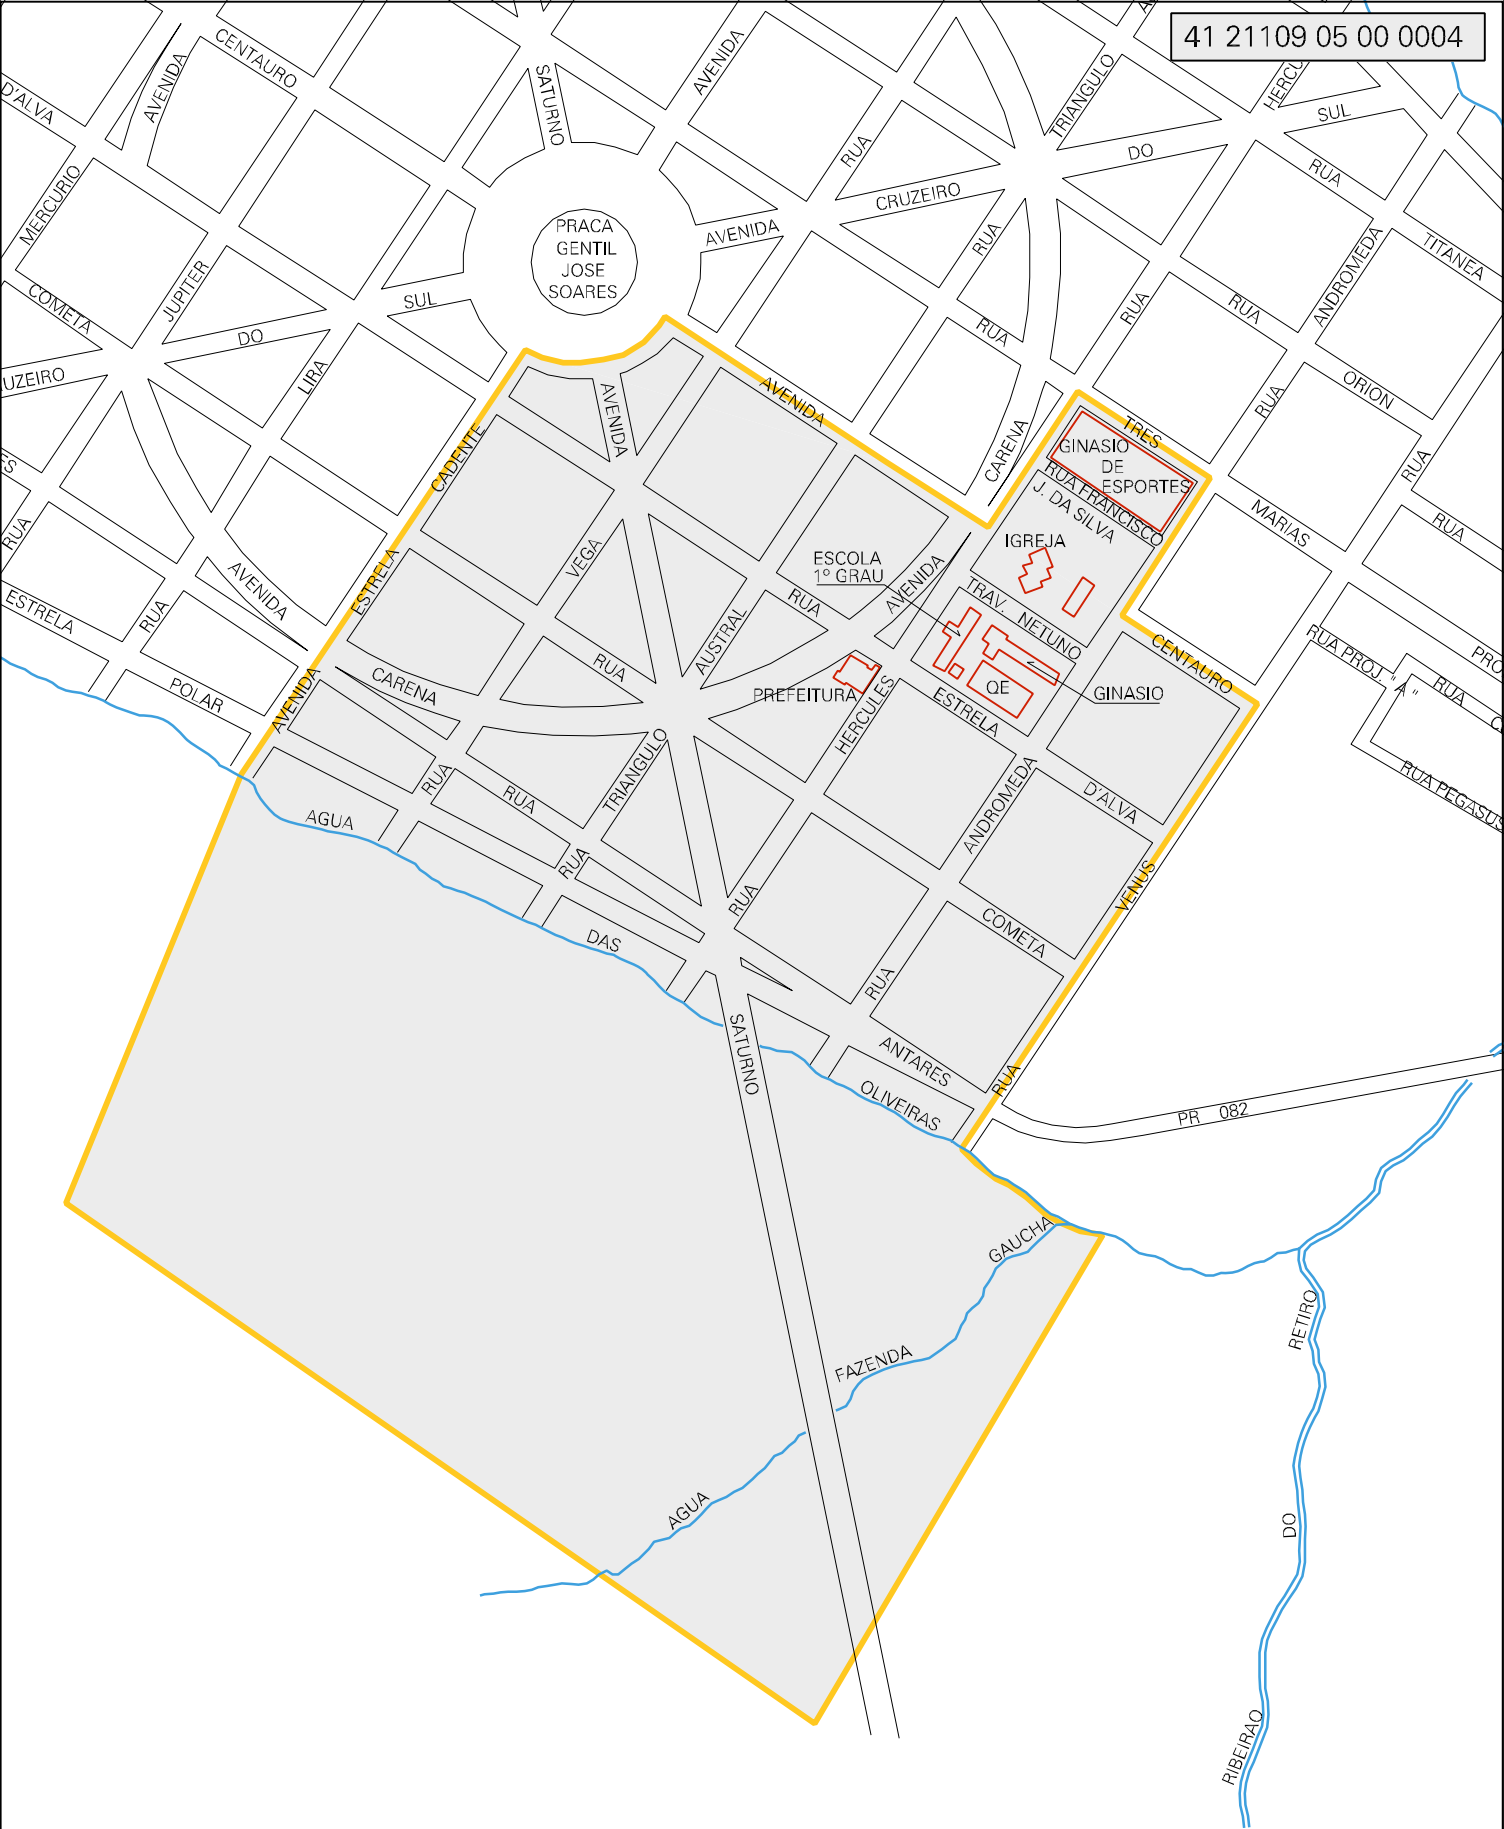 41 21109 05 00 0004
CENTAURO
AVENIDA
D'ALVA
MERCURIO
SATURNO
AVENIDA
RUA
TRIANGULO
HERCU
SUL
DO
RUA
CRUZEIRO
AVENIDA
RUA
ANDROMEDA
TITANEA
PRACA
GENTIL
JOSE
SOARES
COMETA
JUPITER
SUL
DO
UZEIRO
LIRA
RUA
RUA
RUA
ORION
RUA
RUA
AVENIDA
AVENIDA
CADENTE
CARENA
TRES
GINASIO
DE
ESPORTES
RUA FRANCISCO
J. DA SILVA
MARIAS
RUA
ES
RUA
IGREJA
ESCOLA
1º GRAU
AVENIDA
VEGA
ESTRELA
AVENIDA
RUA
ESTRELA
RUA
TRAV. NETUNO
AUSTRAL
CENTAURO
RUA PROJ. "A"
PRO
RUA
C
POLAR
AVENIDA
CARENA
RUA
PREFEITURA
HERCULES
ESTRELA
QE
GINASIO
RUA PEGASUS
TRIANGULO
RUA
RUA
ANDROMEDA
D'ALVA
AGUA
RUA
RUA
VENUS
DAS
COMETA
RUA
SATURNO
ANTARES
RUA
OLIVEIRAS
PR 082
GAUCHA
FAZENDA
AGUA
RETIRO
DO
RIBEIRAO